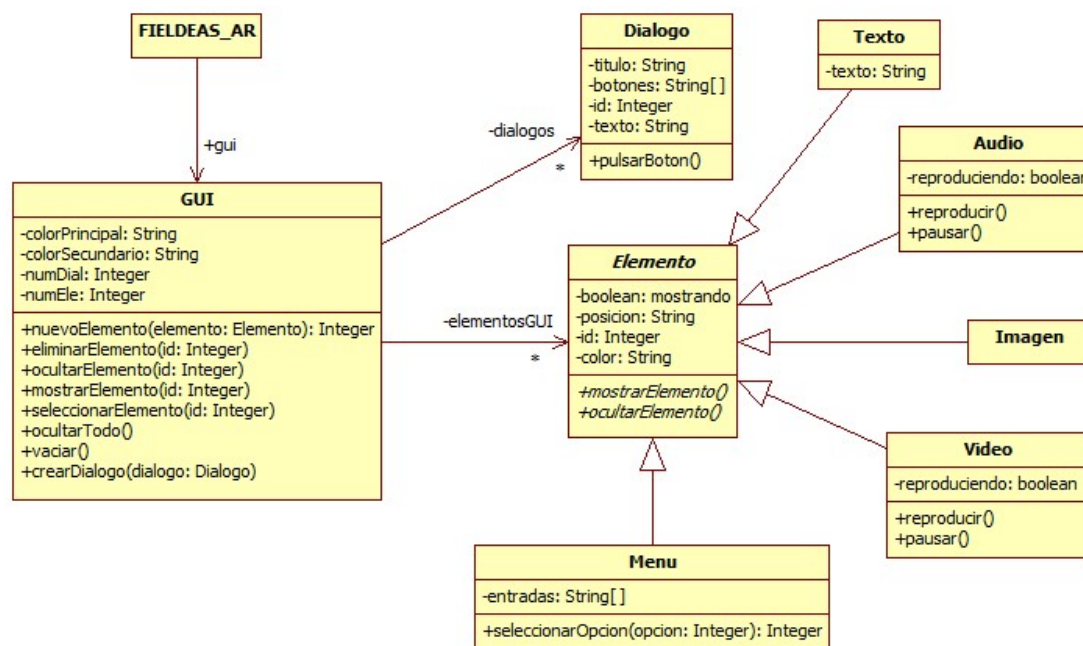 FIELDEAS_AR
+gui
GUI
-colorPrincipal: String
-colorSecundario: String
-numDial: Integer
-numEle: Integer
+nuevoElemento(elemento: Elemento): Integer
+eliminarElemento(id: Integer)
+ocultarElemento(id: Integer)
+mostrarElemento(id: Integer)
+seleccionarElemento(id: Integer)
+ocultarTodo()
+vaciar()
+crearDialogo(dialogo: Dialogo)
-dialogos
*
Dialogo
-titulo: String
-botones: String[]
-id: Integer
-texto: String
+pulsarBoton()
-elementosGUI
*
Elemento
-boolean: mostrando
-posicion: String
-id: Integer
-color: String
+mostrarElemento()
+ocultarElemento()
Texto
-texto: String
Audio
-reproduciendo: boolean
+reproducir()
+pausar()
Imagen
Video
-reproduciendo: boolean
+reproducir()
+pausar()
Menu
-entradas: String[]
+seleccionarOpcion(opcion: Integer): Integer